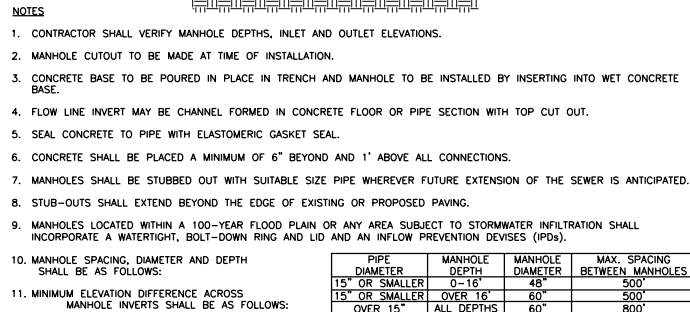 NOTES
1. CONTRACTOR SHALL VERIFY MANHOLE DEPTHS, INLET AND OUTLET ELEVATIONS.
2. MANHOLE CUTOUT TO BE MADE AT TIME OF INSTALLATION.
3. CONCRETE BASE TO BE POURED IN PLACE IN TRENCH AND MANHOLE TO BE INSTALLED BY INSERTING INTO WET CONCRETE
BASE.
4. FLOW LINE INVERT MAY BE CHANNEL FORMED IN CONCRETE FLOOR OR PIPE SECTION WITH TOP CUT OUT.
5. SEAL CONCRETE TO PIPE WITH ELASTOMERIC GASKET SEAL.
6. CONCRETE SHALL BE PLACED A MINIMUM OF 6" BEYOND AND 1' ABOVE ALL CONNECTIONS.
7. MANHOLES SHALL BE STUBBED OUT WITH SUITABLE SIZE PIPE WHEREVER FUTURE EXTENSION OF THE SEWER IS ANTICIPATED.
8. STUB-OUTS SHALL EXTEND BEYOND THE EDGE OF EXISTING OR PROPOSED PAVING.
9. MANHOLES LOCATED WITHIN A 100-YEAR FLOOD PLAIN OR ANY AREA SUBJECT TO STORMWATER INFILTRATION SHALL
INCORPORATE A WATERTIGHT, BOLT-DOWN RING AND LID AND AN INFLOW PREVENTION DEVISES (IPDs).
10. MANHOLE SPACING, DIAMETER AND DEPTH
SHALL BE AS FOLLOWS:
11. MINIMUM ELEVATION DIFFERENCE ACROSS
MANHOLE INVERTS SHALL BE AS FOLLOWS:
PIPE MANHOLE MANHOLE MAX. SPACING
DIAMETER DEPTH DIAMETER BETWEEN MANHOLES
15" OR SMALLER 0-16' 48" 500'
15" OR SMALLER OVER 16' 60" 500'
OVER 15" ALL DEPTHS 60" 800'